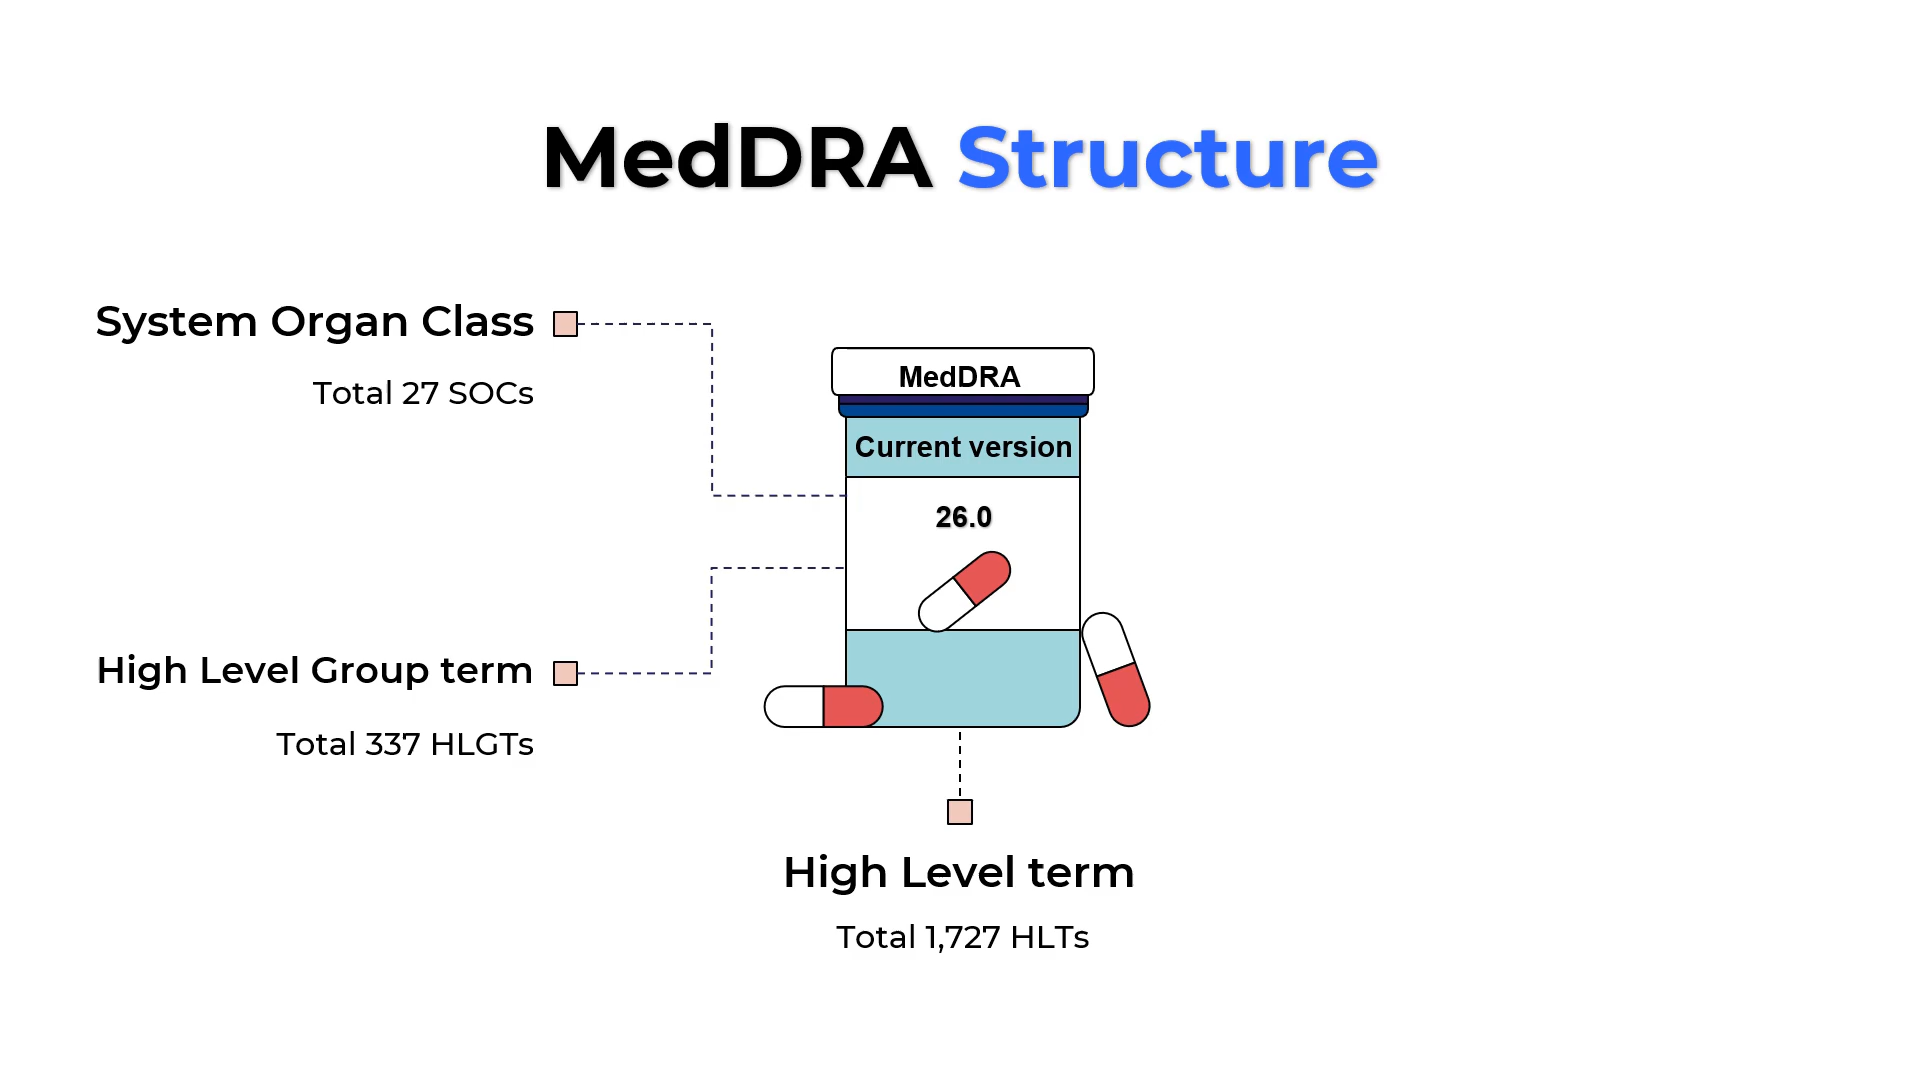 MedDRA Structure
System Organ Class
Total 27 SOCs
MedDRA
Current version
26.0
High Level Group term
Total 337 HLGTs
High Level term
Total 1,727 HLTs